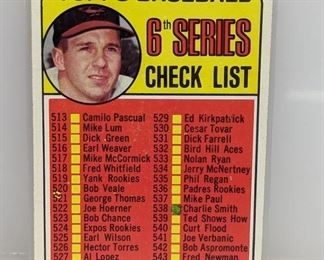 6th SERIES
CHECK LIST
513 Camilo Pascual
514 Mike Lum
515 Dick Green
516 Earl Weaver
517 Mike McCormick
518 Fred Whitfield
519 Yank Rookies
520 Bob Veale
521 George Thomas
522 Joe Hoerner
523 Bob Chance
524 Expos Rookies
525 Earl Wilson
526 Hector Torres
527 Al Lopez
529 Ed Kirkpatrick
530 Cesar Tovar
531 Dick Farrell
532 Bird Hill Aces
533 Nolan Ryan
534 Jerry McNertney
535 Phil Regan
536 Padres Rookies
537 Mike Paul
538 Charlie Smith
539 Ted Shows How
540 Curt Flood
541 Joe Verbanic
542 Bob Aspromonte
543 Fred Newman